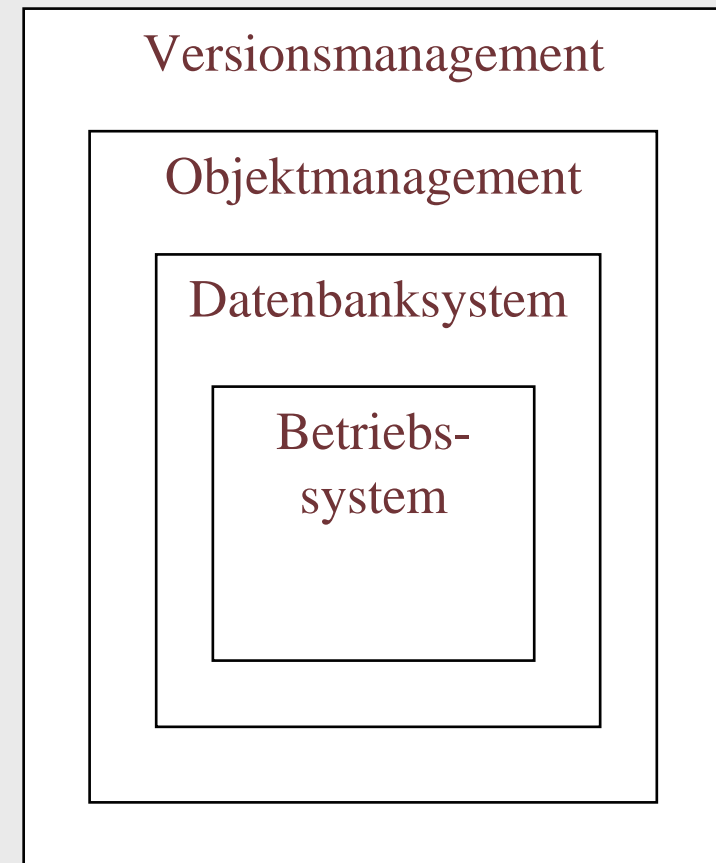 Versionsmanagement
Objektmanagement
Datenbanksystem
Betriebs-
system